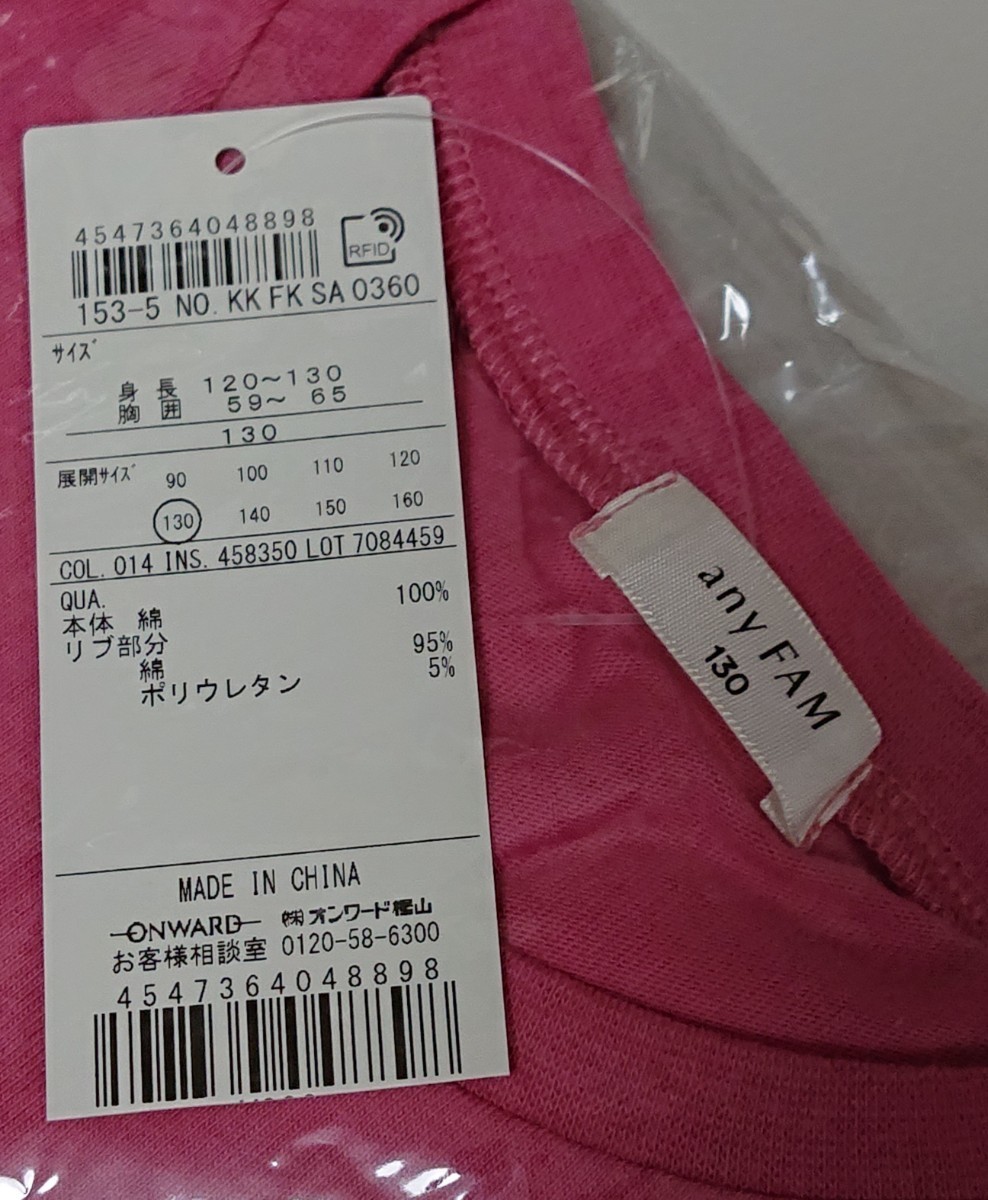 4547364048898
RFID
153-5 NO. KK FK SA 0360
サイズ
身 長 120～130
胸 囲 59～ 65
130
展開サイズ 90 100 110 120
130 140 150 160
COL. 014 INS. 458350 LOT 7084459
QUA.
本体 綿 100%
リブ部分
綿 95%
ポリウレタン 5%
MADE IN CHINA
ONWARD ㈱オンワード樫山
お客様相談室 0120-58-6300
4547364048898
any FAM
130